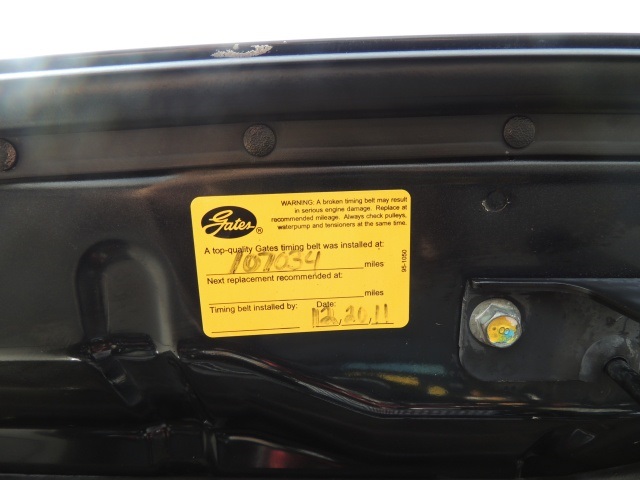 Gates®
WARNING: A broken timing belt may result
in serious engine damage. Replace at
recommended mileage. Always check pulleys,
waterpump and tensioners at the same time.
A top-quality Gates timing belt was installed at:
107034 miles
Next replacement recommended at:
miles
Timing belt installed by: Date:
12.20.11
95-1050